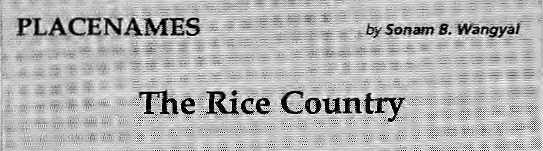 PLACENAMES
by Sonam B. Wangyal
The Rice Country